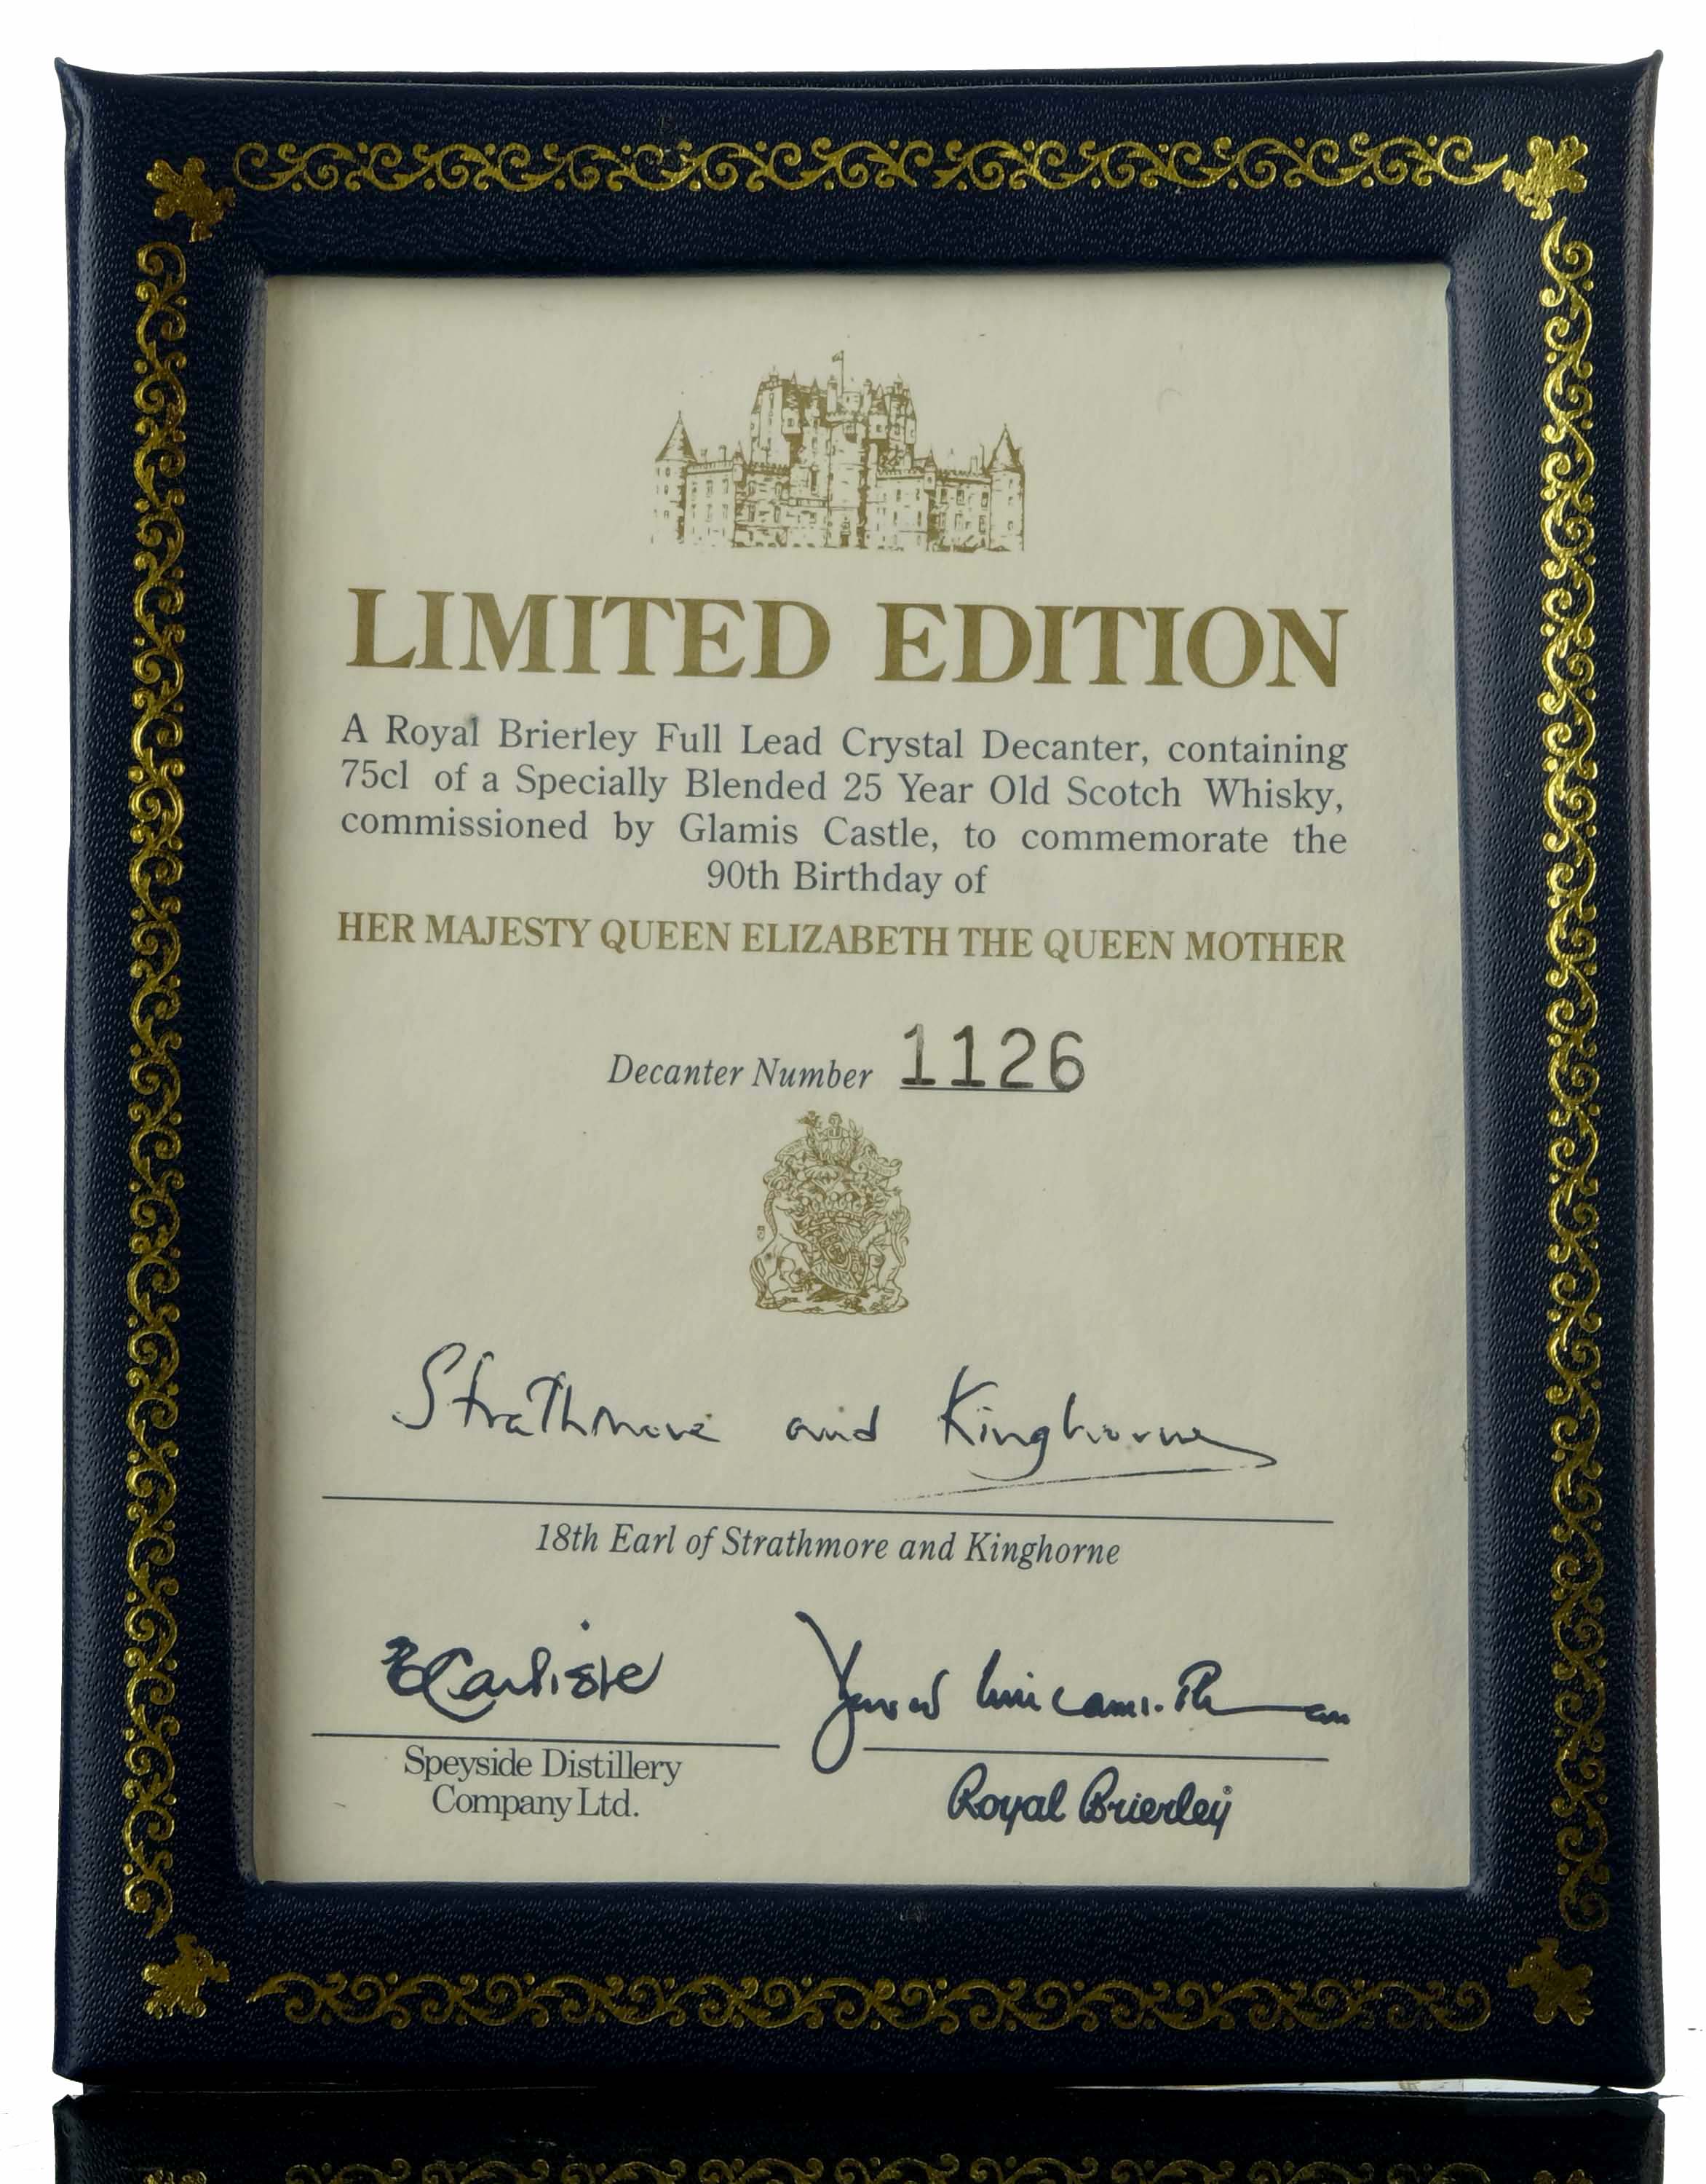 LIMITED EDITION
A Royal Brierley Full Lead Crystal Decanter, containing
75cl of a Specially Blended 25 Year Old Scotch Whisky,
commissioned by Glamis Castle, to commemorate the
90th Birthday of
HER MAJESTY QUEEN ELIZABETH THE QUEEN MOTHER
Decanter Number 1126
Strathmore and Kinghorne
18th Earl of Strathmore and Kinghorne
Carlisle
Speyside Distillery
Company Ltd.
Royal Brierley